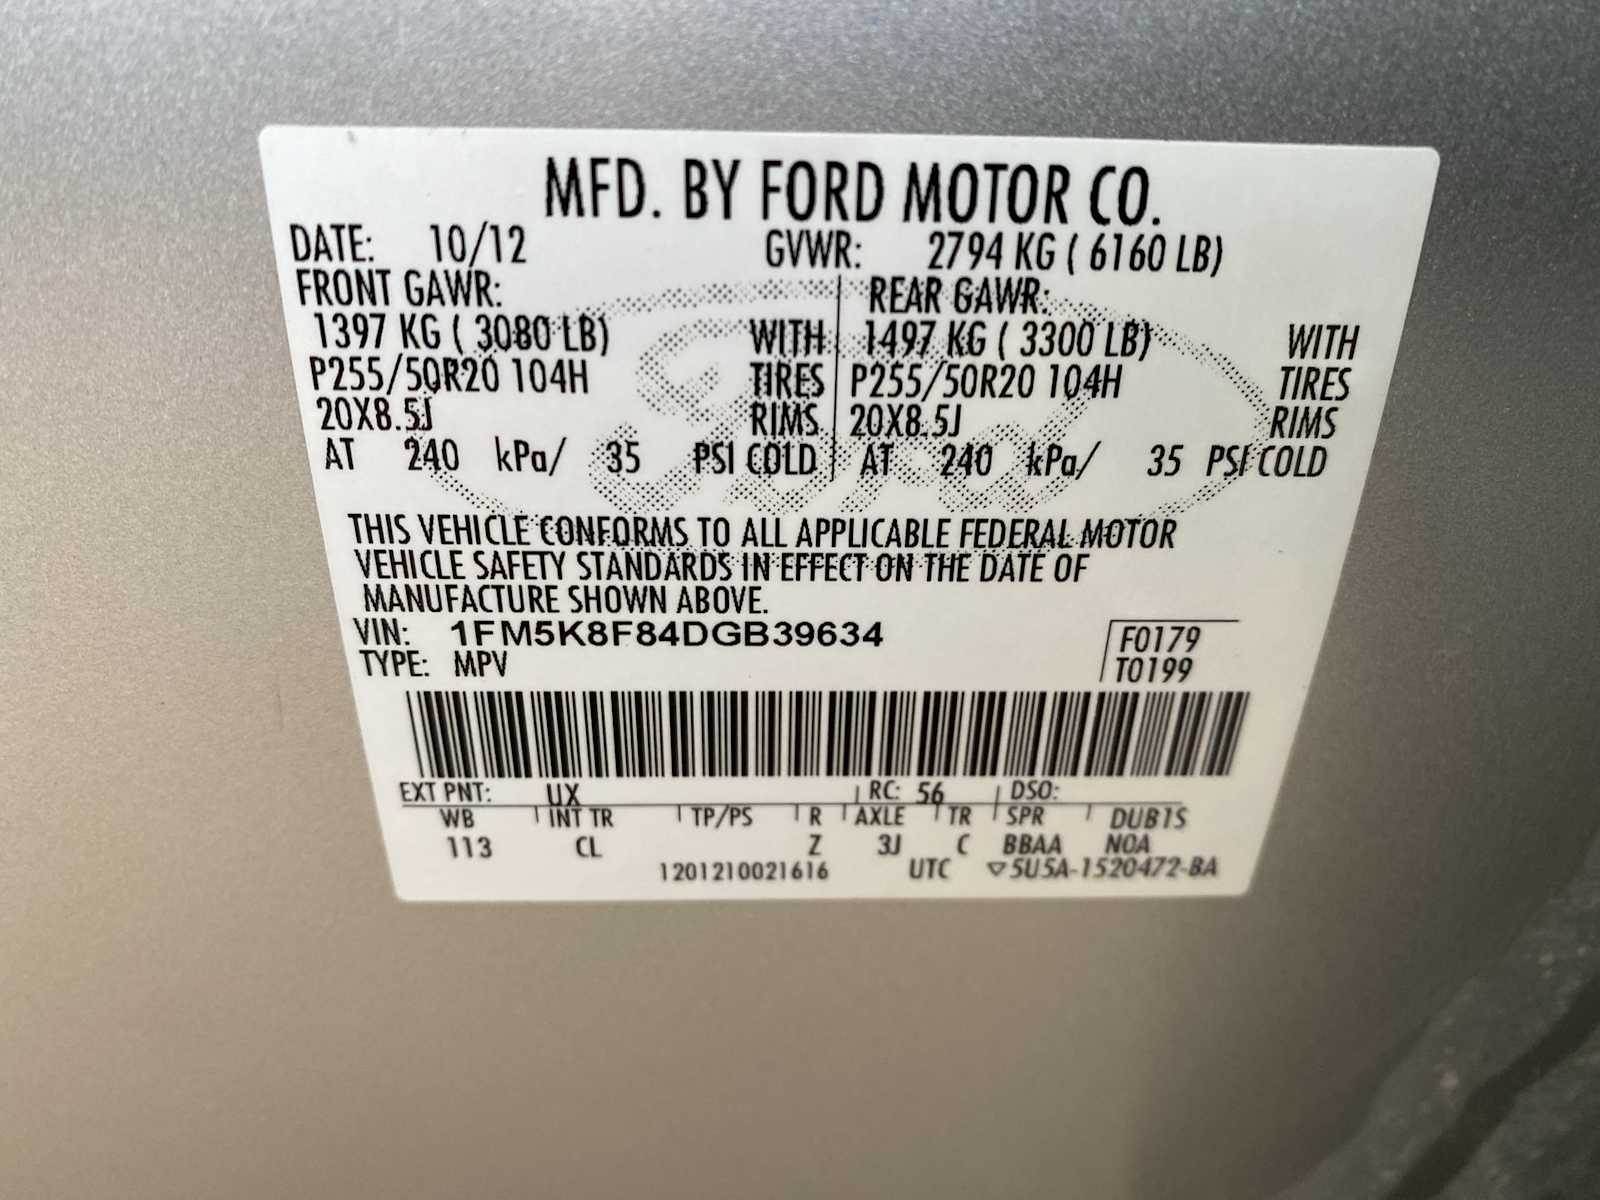 MFD. BY FORD MOTOR CO.
DATE: 10/12 GVWR: 2794 KG ( 6160 LB)
FRONT GAWR: REAR GAWR:
1397 KG ( 3080 LB) WITH 1497 KG ( 3300 LB) WITH
P255/50R20 104H TIRES P255/50R20 104H TIRES
20X8.5J RIMS 20X8.5J RIMS
AT 240 kPa/ 35 PSI COLD AT 240 kPa/ 35 PSI COLD
Ford
THIS VEHICLE CONFORMS TO ALL APPLICABLE FEDERAL MOTOR
VEHICLE SAFETY STANDARDS IN EFFECT ON THE DATE OF
MANUFACTURE SHOWN ABOVE.
VIN: 1FM5K8F84DGB39634 F0179
TYPE: MPV T0199
EXT PNT: UX RC: 56 DSO:
WB INT TR TP/PS R AXLE TR SPR DUB1S
113 CL Z 3J C BBAA NOA
1201210021616 UTC ▽5U5A-1520472-BA